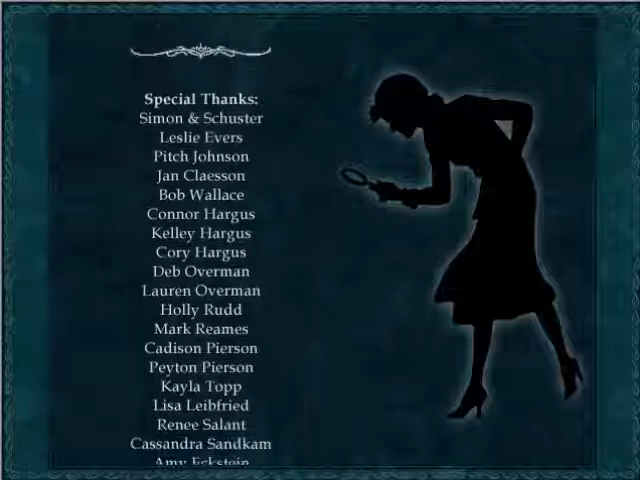 Special Thanks:
Simon & Schuster
Leslie Evers
Pitch Johnson
Jan Claesson
Bob Wallace
Connor Hargus
Kelley Hargus
Cory Hargus
Deb Overman
Lauren Overman
Holly Rudd
Mark Reames
Cadison Pierson
Peyton Pierson
Kayla Topp
Lisa Leibfried
Renee Salant
Cassandra Sandkam
Amy Eckstein